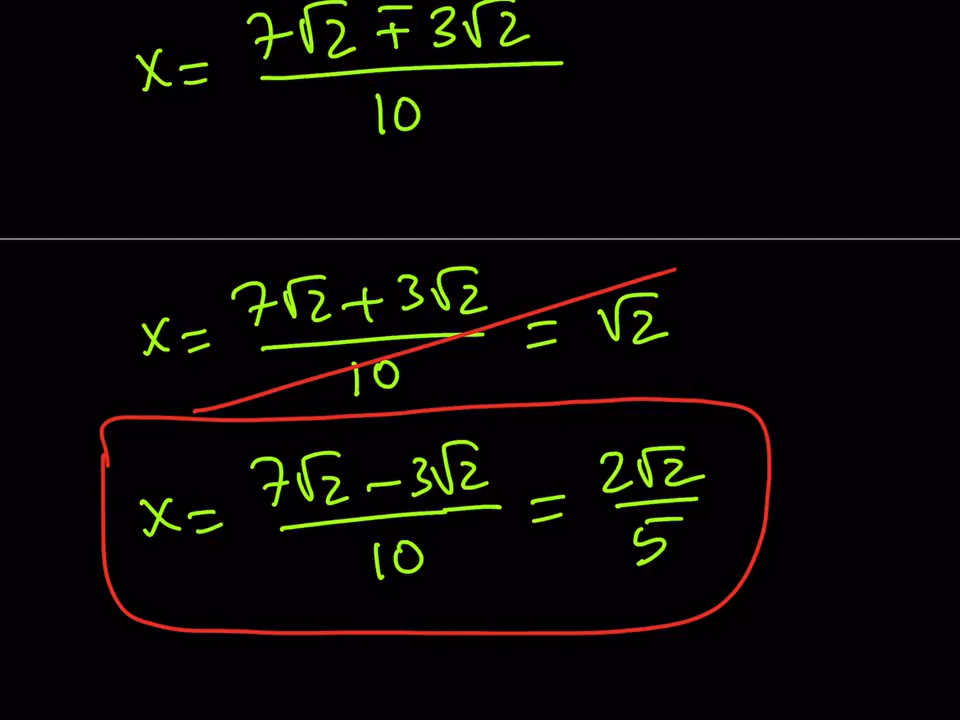 x = 7√2 ∓ 3√2 / 10
x = 7√2 + 3√2 / 10 = √2
x = 7√2 - 3√2 / 10 = 2√2 / 5